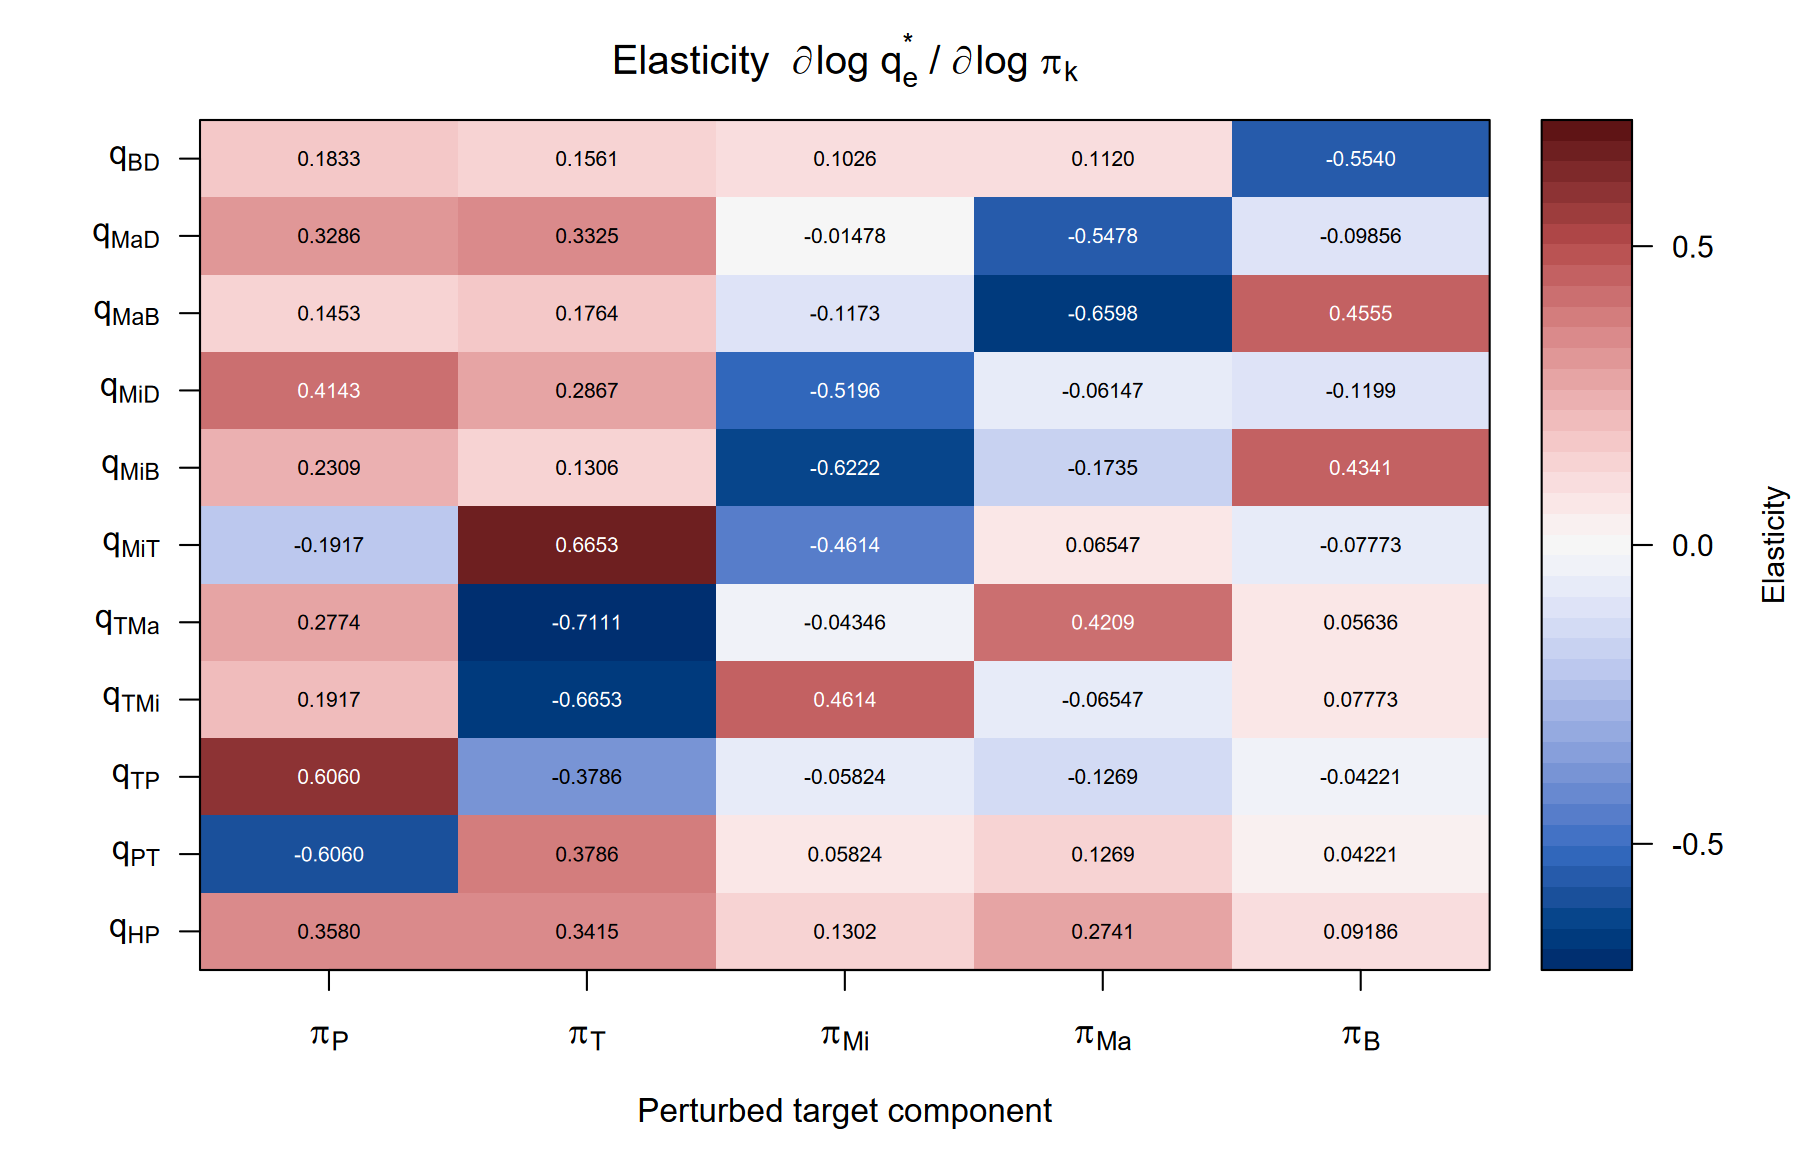 Elasticity ∂log q*e / ∂log πk
qBD 0.1833 0.1561 0.1026 0.1120 -0.5540
qMaD 0.3286 0.3325 -0.01478 -0.5478 -0.09856
qMaB 0.1453 0.1764 -0.1173 -0.6598 0.4555
qMiD 0.4143 0.2867 -0.5196 -0.06147 -0.1199
qMiB 0.2309 0.1306 -0.6222 -0.1735 0.4341
qMiT -0.1917 0.6653 -0.4614 0.06547 -0.07773
qTMa 0.2774 -0.7111 -0.04346 0.4209 0.05636
qTMi 0.1917 -0.6653 0.4614 -0.06547 0.07773
qTP 0.6060 -0.3786 -0.05824 -0.1269 -0.04221
qPT -0.6060 0.3786 0.05824 0.1269 0.04221
qHP 0.3580 0.3415 0.1302 0.2741 0.09186
πP πT πMi πMa πB
Perturbed target component
0.5
0.0
-0.5
Elasticity